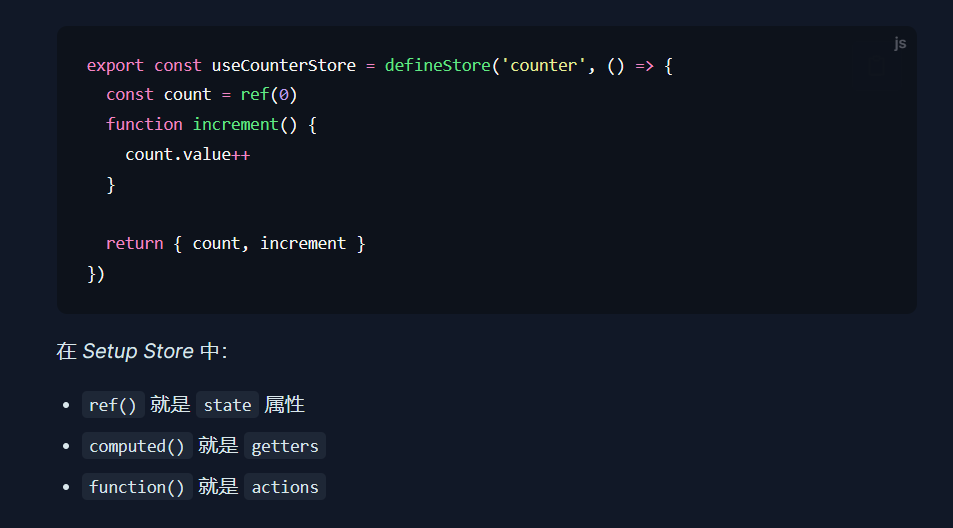 js
export const useCounterStore = defineStore('counter', () => {
  const count = ref(0)
  function increment() {
    count.value++
  }

  return { count, increment }
})
在 Setup Store 中：
• ref() 就是 state 属性
• computed() 就是 getters
• function() 就是 actions